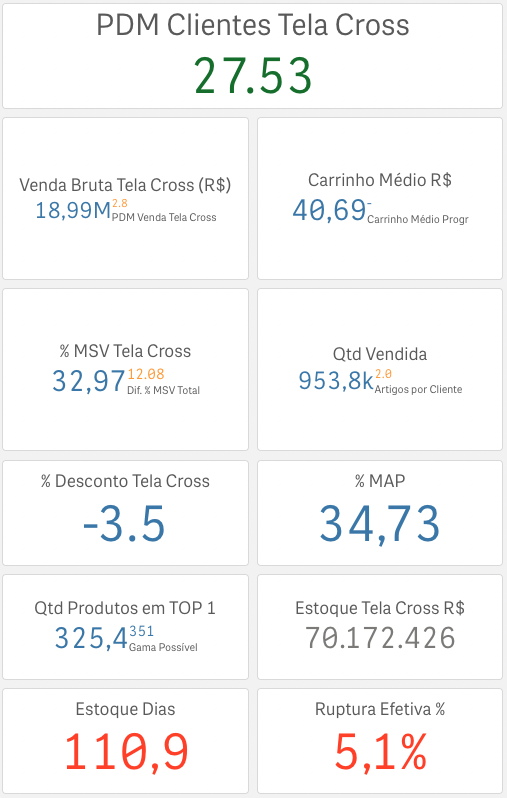 PDM Clientes Tela Cross
27.53
Venda Bruta Tela Cross (R$)
18,99M 2.8 PDM Venda Tela Cross
Carrinho Médio R$
40,69 - Carrinho Médio Progr
% MSV Tela Cross
32,97 12.08 Dif. % MSV Total
Qtd Vendida
953,8k 2.0 Artigos por Cliente
% Desconto Tela Cross
-3.5
% MAP
34,73
Qtd Produtos em TOP 1
325,4 351 Gama Possível
Estoque Tela Cross R$
70.172.426
Estoque Dias
110,9
Ruptura Efetiva %
5,1%